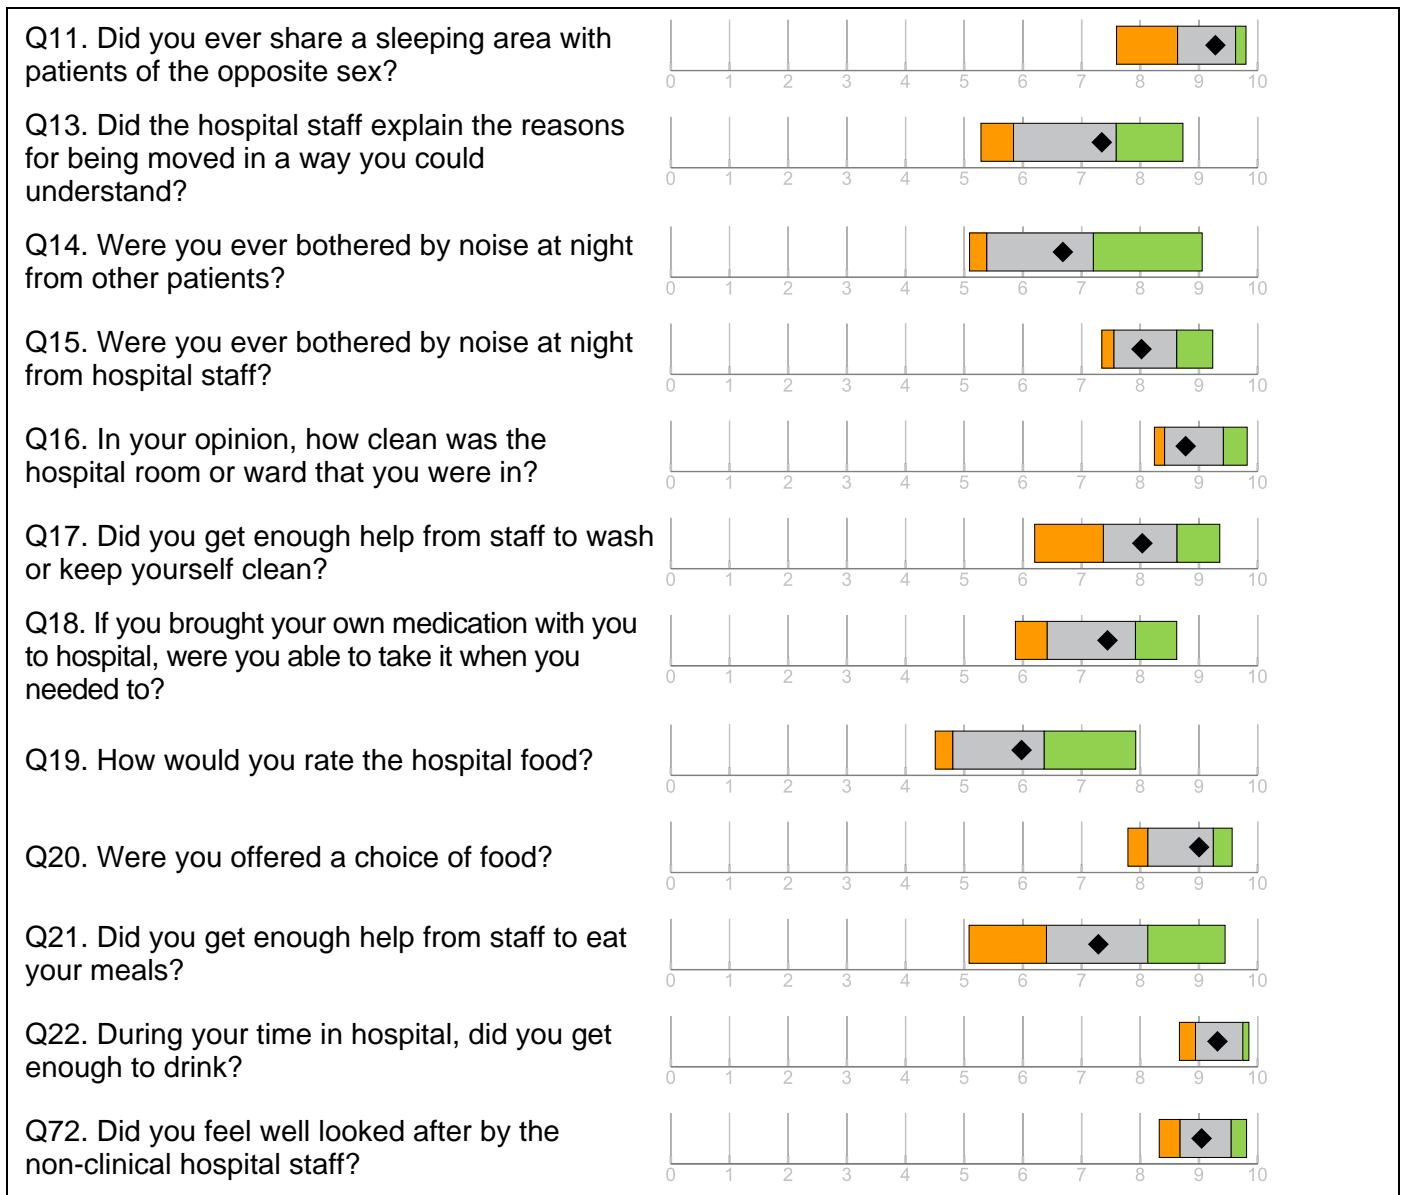 Q11. Did you ever share a sleeping area with
patients of the opposite sex?
0 1 2 3 4 5 6 7 8 9 10
Q13. Did the hospital staff explain the reasons
for being moved in a way you could
understand?
0 1 2 3 4 5 6 7 8 9 10
Q14. Were you ever bothered by noise at night
from other patients?
0 1 2 3 4 5 6 7 8 9 10
Q15. Were you ever bothered by noise at night
from hospital staff?
0 1 2 3 4 5 6 7 8 9 10
Q16. In your opinion, how clean was the
hospital room or ward that you were in?
0 1 2 3 4 5 6 7 8 9 10
Q17. Did you get enough help from staff to wash
or keep yourself clean?
0 1 2 3 4 5 6 7 8 9 10
Q18. If you brought your own medication with you
to hospital, were you able to take it when you
needed to?
0 1 2 3 4 5 6 7 8 9 10
Q19. How would you rate the hospital food?
0 1 2 3 4 5 6 7 8 9 10
Q20. Were you offered a choice of food?
0 1 2 3 4 5 6 7 8 9 10
Q21. Did you get enough help from staff to eat
your meals?
0 1 2 3 4 5 6 7 8 9 10
Q22. During your time in hospital, did you get
enough to drink?
0 1 2 3 4 5 6 7 8 9 10
Q72. Did you feel well looked after by the
non-clinical hospital staff?
0 1 2 3 4 5 6 7 8 9 10